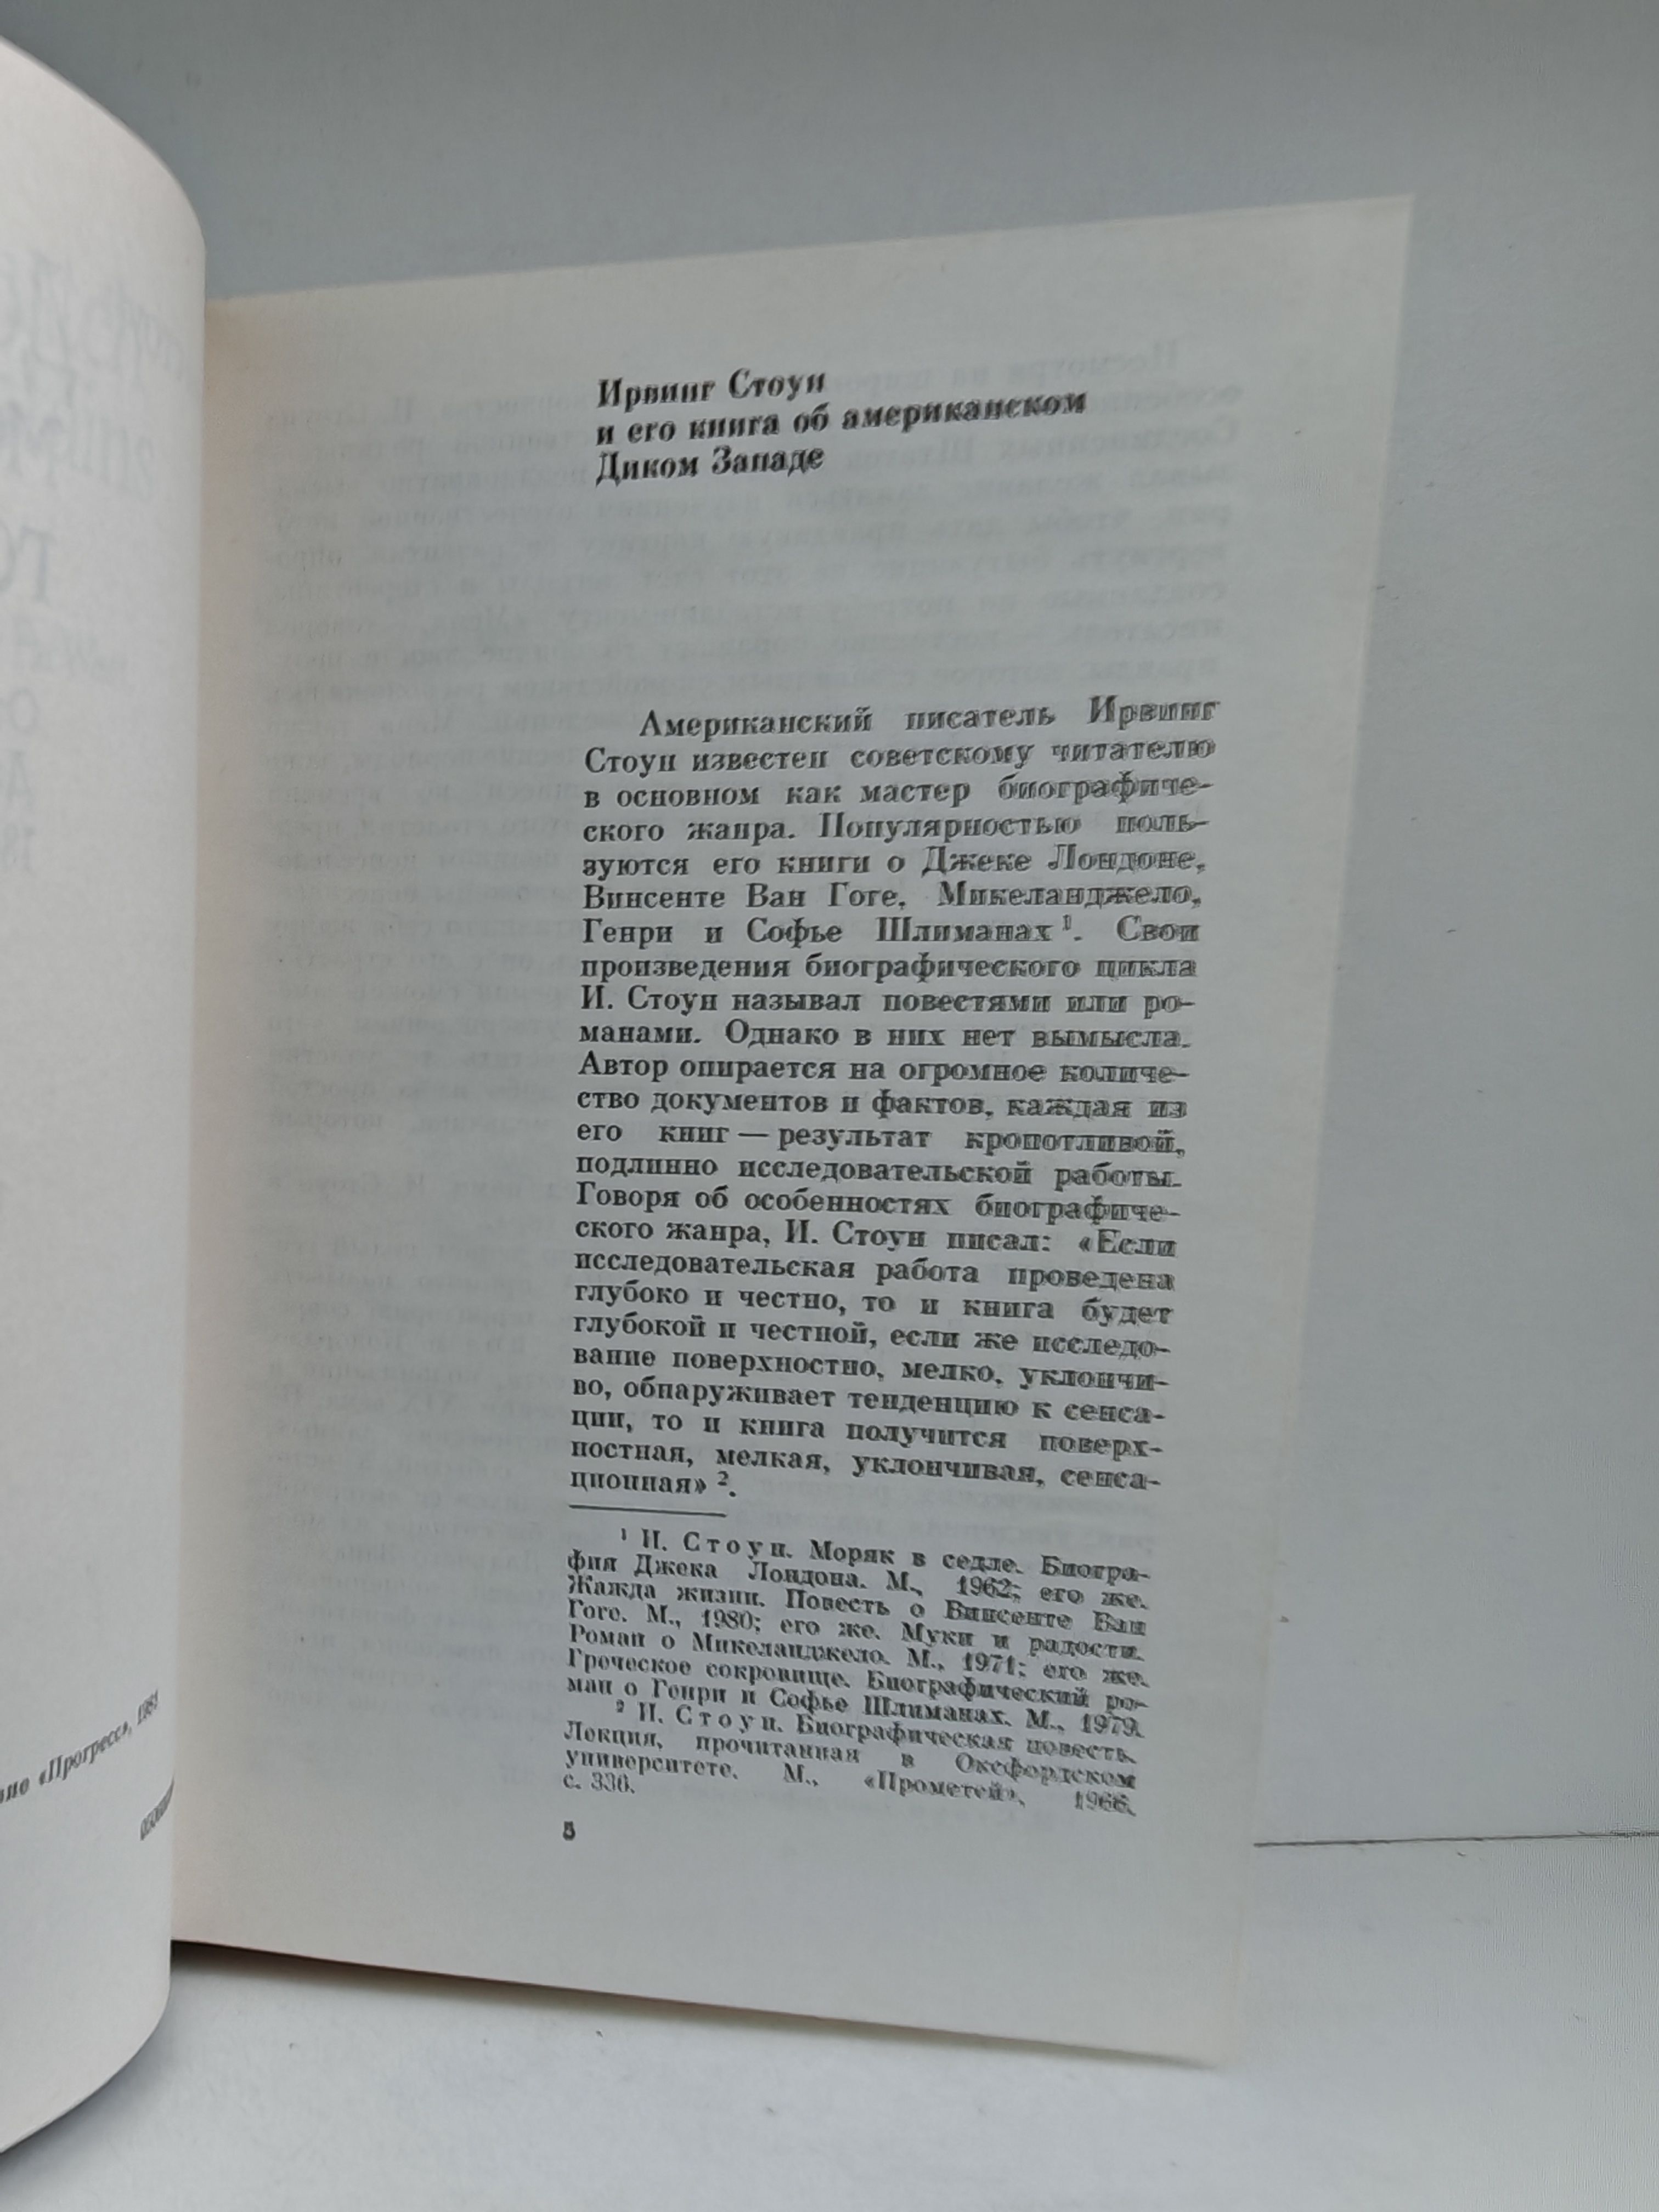 Ирвинг Стоун
и его книга об американском
Диком Западе
Американский писатель Ирвинг
Стоун известен советскому читателю
в основном как мастер биографиче-
ского жанра. Популярностью поль-
зуются его книги о Джеке Лондоне,
Винсенте Ван Гоге, Микеланджело,
Генри и Софье Шлиманах ¹. Свои
произведения биографического цикла
И. Стоун называл повестями или ро-
манами. Однако в них нет вымысла.
Автор опирается на огромное количе-
ство документов и фактов, каждая из
его книг — результат кропотливой,
подлинно исследовательской работы.
Говоря об особенностях биографиче-
ского жанра, И. Стоун писал: «Если
исследовательская работа проведена
глубоко и честно, то и книга будет
глубокой и честной, если же исследо-
вание поверхностно, мелко, уклончи-
во, обнаруживает тенденцию к сенса-
ции, то и книга получится поверх-
ностная, мелкая, уклончивая, сенса-
ционная» ².
¹ И. Стоун. Моряк в седле. Биогра-
фия Джека Лондона. М., 1962; его же.
Жажда жизни. Повесть о Винсенте Ван
Гоге. М., 1980; его же. Муки и радости.
Роман о Микеланджело. М., 1971; его же.
Греческое сокровище. Биографический ро-
ман о Генри и Софье Шлиманах. М., 1979.
² И. Стоун. Биографическая повесть.
Лекция, прочитанная в Оксфордском
университете. М., «Прометей», 1966,
с. 336.
5
«Прогресс»,